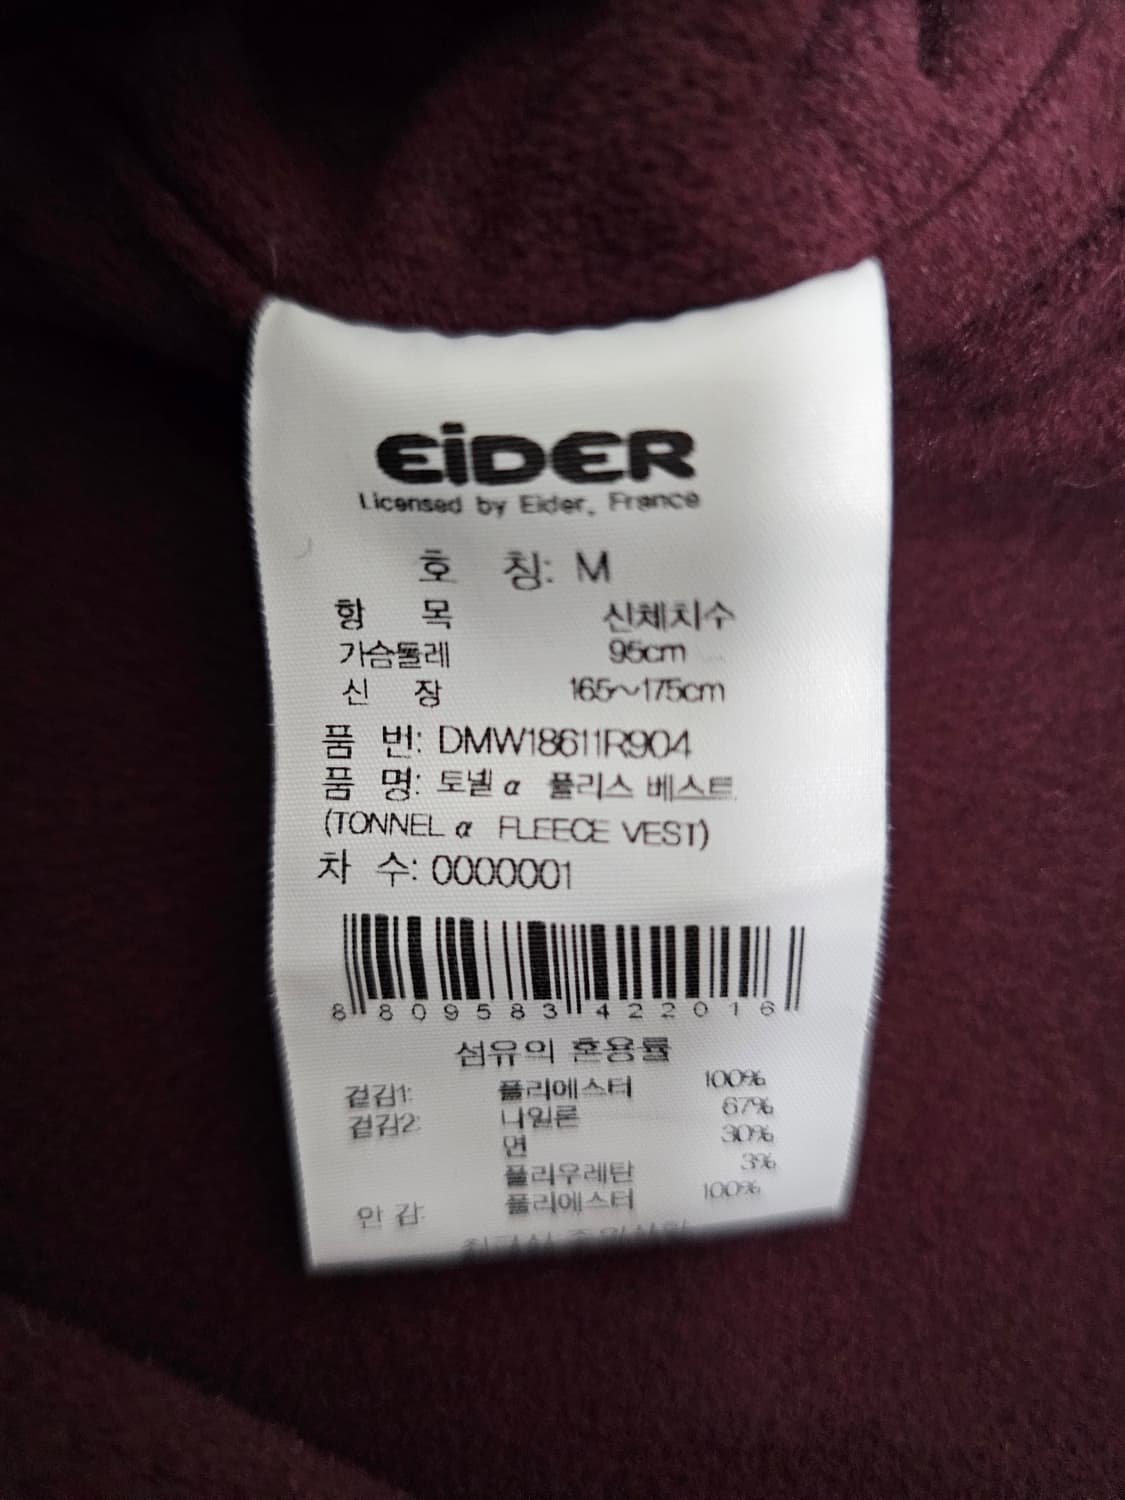 EiDER
Licensed by Eider, France
호 칭: M
항 목 신체치수
가슴둘레 95cm
신 장 165~175cm
품 번: DMW18611R904
품 명: 토넬 α 플리스 베스트
(TONNEL α FLEECE VEST)
차 수: 0000001
8 809583 422016
섬유의 혼용률
겉감1: 폴리에스터 100%
겉감2: 나일론 67%
면 30%
폴리우레탄 3%
안 감: 폴리에스터 100%